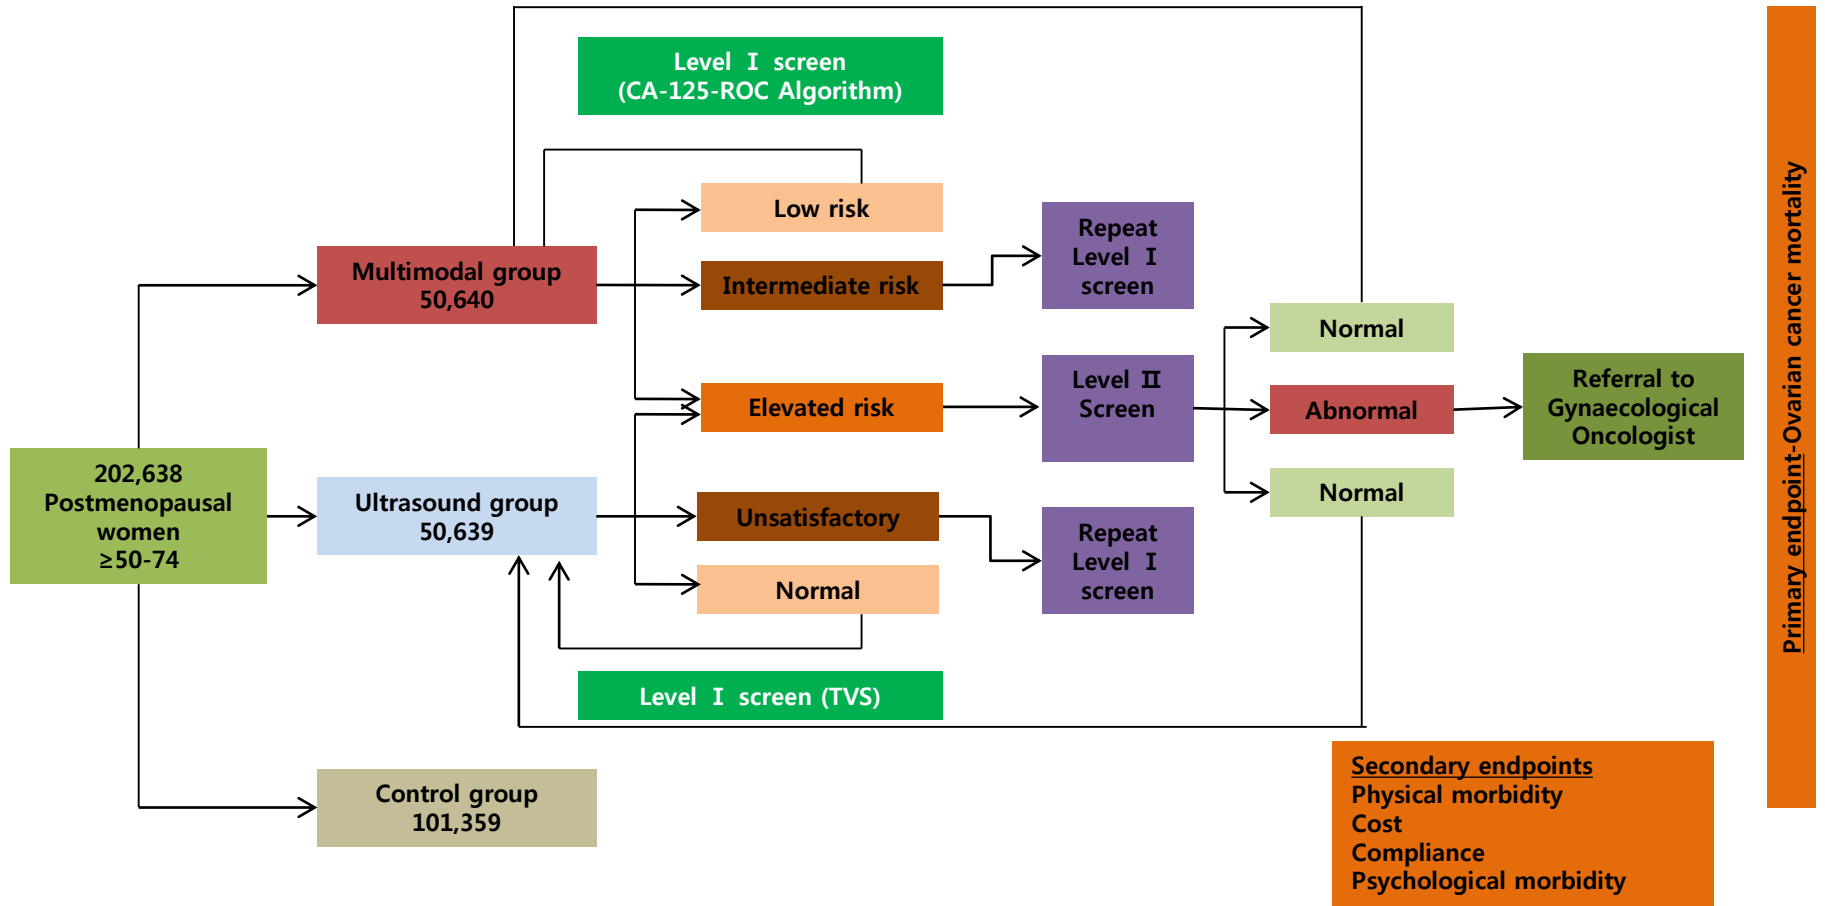 Level Ⅰ screen
(CA-125-ROC Algorithm)
Low risk
Multimodal group
50,640
Intermediate risk
Repeat
Level Ⅰ
screen
Normal
Elevated risk
Level Ⅱ
Screen
Abnormal
Referral to
Gynaecological
Oncologist
202,638
Postmenopausal
women
≥50-74
Ultrasound group
50,639
Unsatisfactory
Normal
Repeat
Level Ⅰ
screen
Normal
Level Ⅰ screen (TVS)
Control group
101,359
Secondary endpoints
Physical morbidity
Cost
Compliance
Psychological morbidity
Primary endpoint-Ovarian cancer mortality